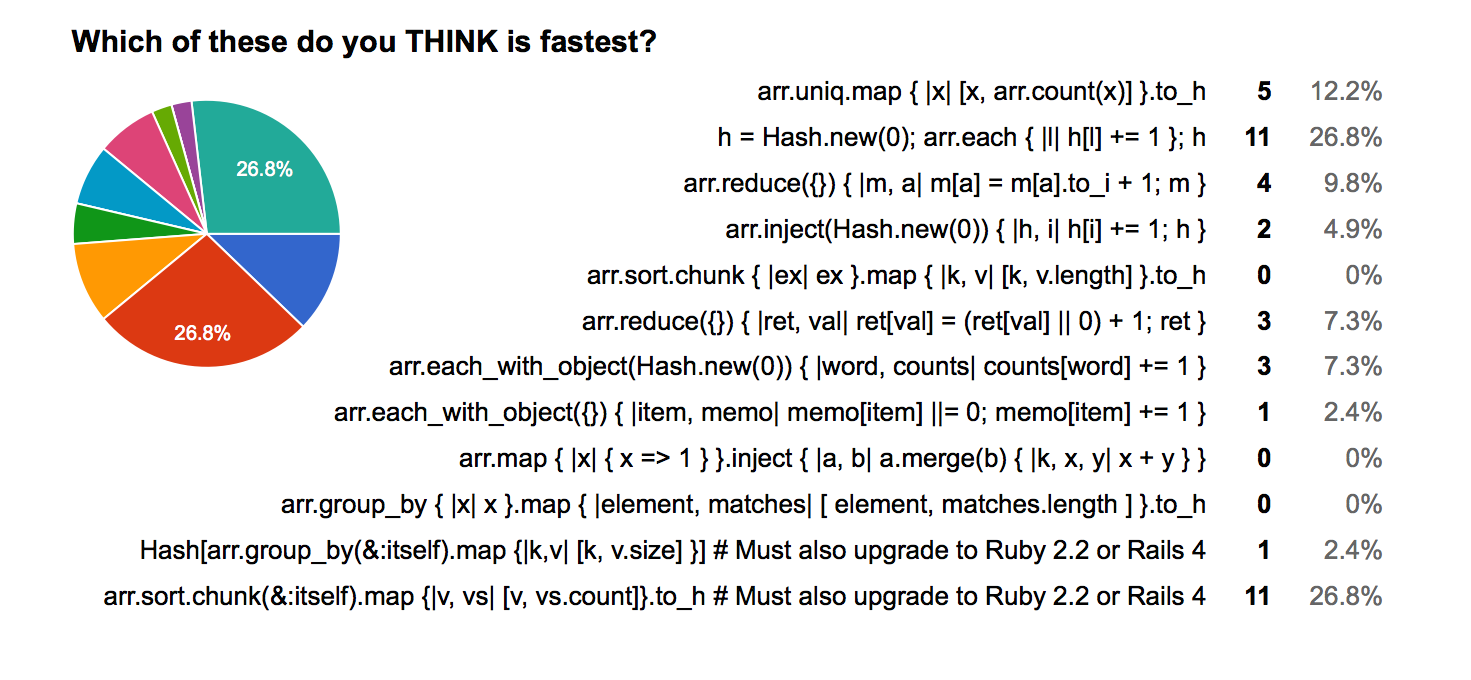 Which of these do you THINK is fastest?
arr.uniq.map { |x| [x, arr.count(x)] }.to_h 5 12.2%
h = Hash.new(0); arr.each { |l| h[l] += 1 }; h 11 26.8%
arr.reduce({}) { |m, a| m[a] = m[a].to_i + 1; m } 4 9.8%
arr.inject(Hash.new(0)) { |h, i| h[i] += 1; h } 2 4.9%
arr.sort.chunk { |ex| ex }.map { |k, v| [k, v.length] }.to_h 0 0%
arr.reduce({}) { |ret, val| ret[val] = (ret[val] || 0) + 1; ret } 3 7.3%
arr.each_with_object(Hash.new(0)) { |word, counts| counts[word] += 1 } 3 7.3%
arr.each_with_object({}) { |item, memo| memo[item] ||= 0; memo[item] += 1 } 1 2.4%
arr.map { |x| { x => 1 } }.inject { |a, b| a.merge(b) { |k, x, y| x + y } } 0 0%
arr.group_by { |x| x }.map { |element, matches| [ element, matches.length ] }.to_h 0 0%
Hash[arr.group_by(&:itself).map {|k,v| [k, v.size] }] # Must also upgrade to Ruby 2.2 or Rails 4 1 2.4%
arr.sort.chunk(&:itself).map {|v, vs| [v, vs.count]}.to_h # Must also upgrade to Ruby 2.2 or Rails 4 11 26.8%
26.8%
26.8%